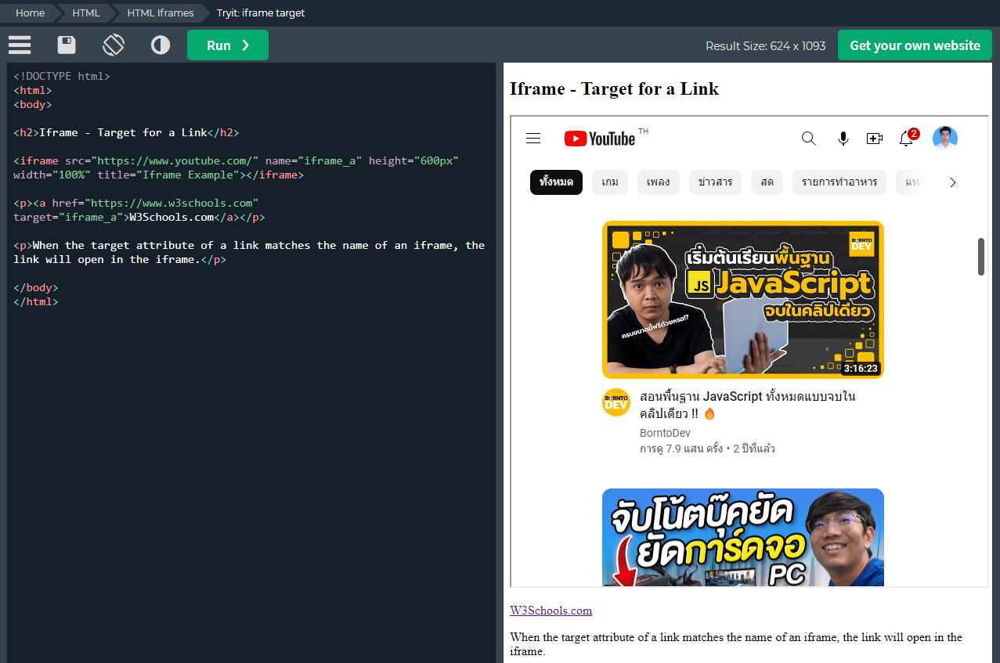 Home HTML HTML Iframes Tryit: iframe target
Run ❯ Result Size: 624 x 1093 Get your own website
<!DOCTYPE html>
<html>
<body>
<h2>Iframe - Target for a Link</h2>
<iframe src="https://www.youtube.com/" name="iframe_a" height="600px"
width="100%" title="Iframe Example"></iframe>
<p><a href="https://www.w3schools.com"
target="iframe_a">W3Schools.com</a></p>
<p>When the target attribute of a link matches the name of an iframe, the
link will open in the iframe.</p>
</body>
</html>
Iframe - Target for a Link
YouTube TH
2
ทั้งหมด เกม เพลง ข่าวสาร สด รายการทำอาหาร
BORNTO
DEV
เริ่มต้นเรียนพื้นฐาน
JS JavaScript
จบในคลิปเดียว
ครบขนาดนี้ฟรีด้วยหรอ!?
3:16:23
BORNTO
DEV
สอนพื้นฐาน JavaScript ทั้งหมดแบบจบใน
คลิปเดียว !! 🔥
BorntoDev
การดู 7.9 แสน ครั้ง • 2 ปีที่แล้ว
จับโน้ตบุ๊คยัด
ยัดการ์ดจอ
PC
W3Schools.com
When the target attribute of a link matches the name of an iframe, the link will open in the
iframe.